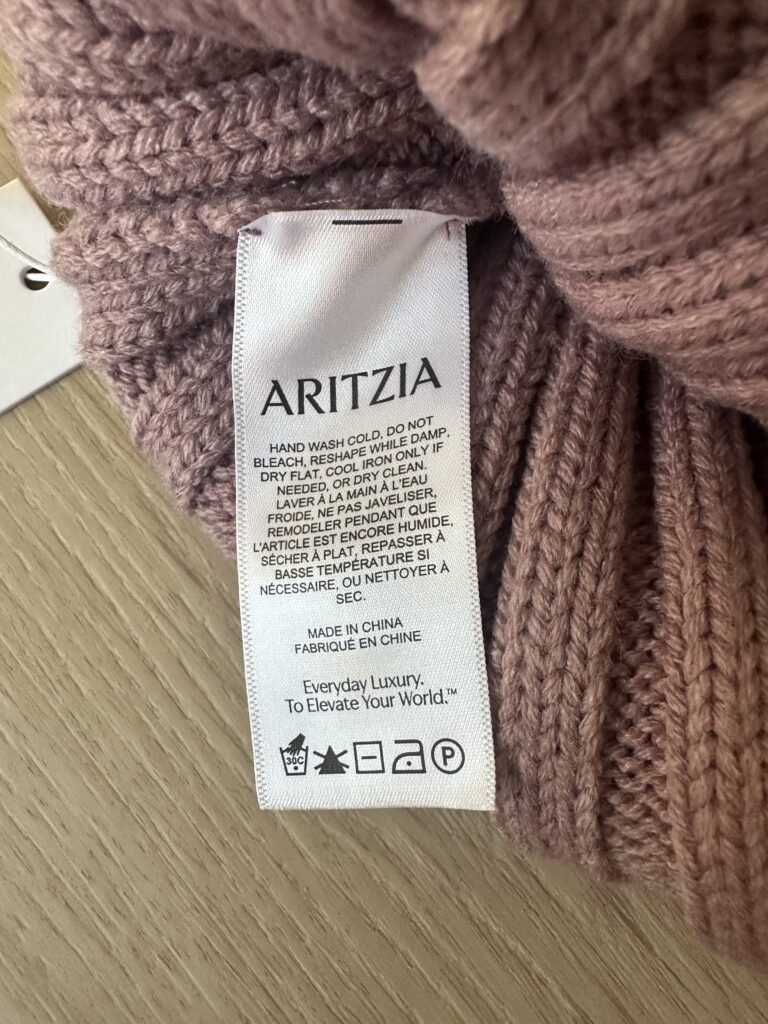 ARITZIA
HAND WASH COLD, DO NOT
BLEACH, RESHAPE WHILE DAMP,
DRY FLAT, COOL IRON ONLY IF
NEEDED, OR DRY CLEAN.
LAVER À LA MAIN À L'EAU
FROIDE, NE PAS JAVELISER,
REMODELER PENDANT QUE
L'ARTICLE EST ENCORE HUMIDE,
SÉCHER À PLAT, REPASSER À
BASSE TEMPÉRATURE SI
NÉCESSAIRE, OU NETTOYER À
SEC.
MADE IN CHINA
FABRIQUÉ EN CHINE
Everyday Luxury.
To Elevate Your World.™
30C P